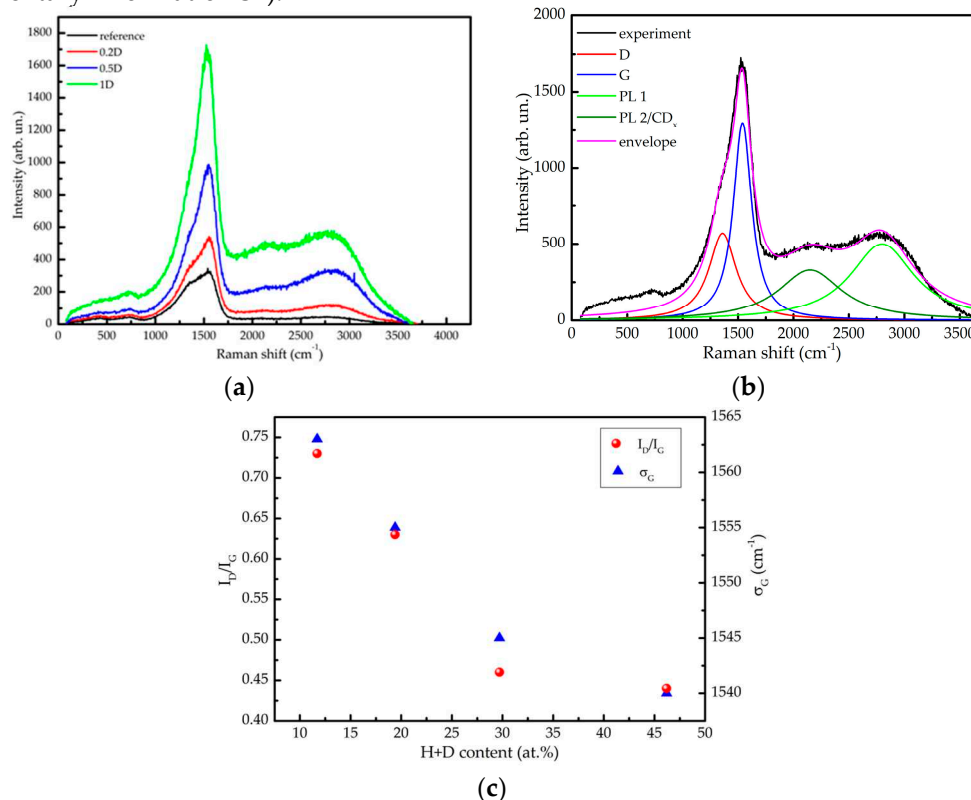 reference
0.2D
0.5D
1D
1800
1600
1400
1200
1000
800
600
400
200
0
Intensity (arb. un.)
0 500 1000 1500 2000 2500 3000 3500 4000
Raman shift (cm⁻¹)
(a)
experiment
D
G
PL 1
PL 2/CDₓ
envelope
2000
1500
1000
500
0
Intensity (arb. un.)
0 500 1000 1500 2000 2500 3000 3500
Raman shift (cm⁻¹)
(b)
0.75
0.70
0.65
0.60
0.55
0.50
0.45
0.40
I_D/I_G
I_D/I_G
σ_G
1565
1560
1555
1550
1545
1540
σ_G (cm⁻¹)
10 15 20 25 30 35 40 45 50
H+D content (at.%)
(c)